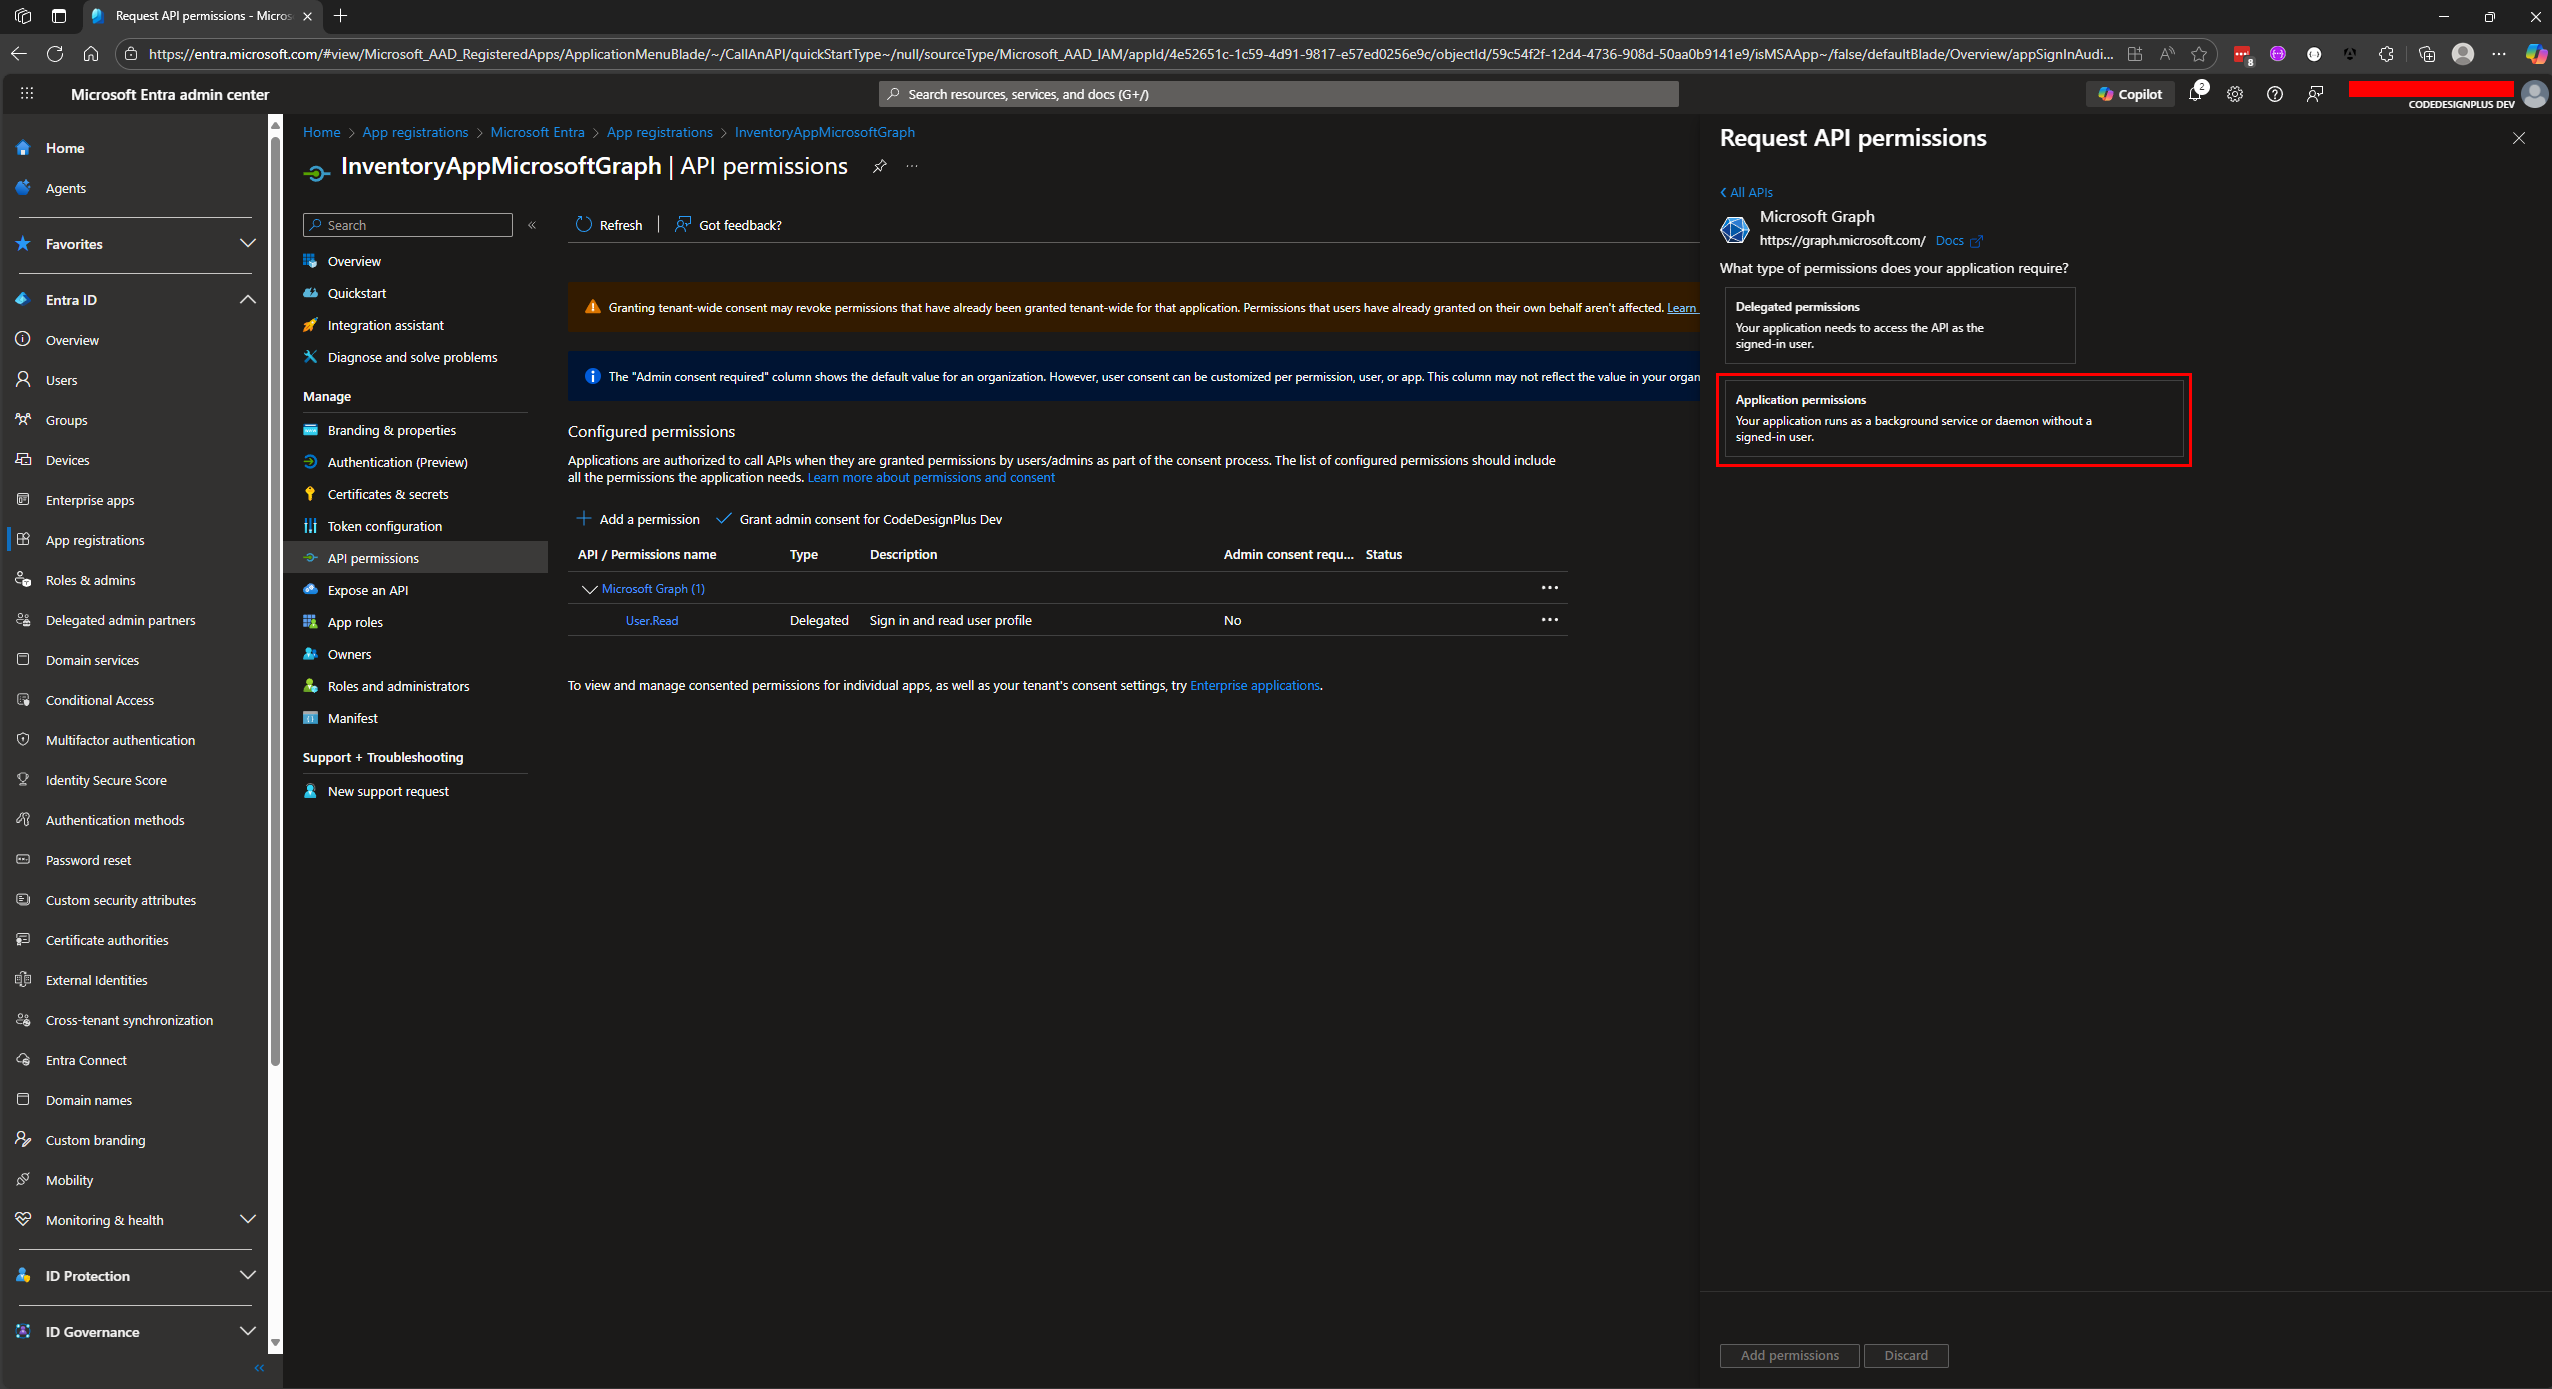 Request API permissions - Micros
https://entra.microsoft.com/#view/Microsoft_AAD_RegisteredApps/ApplicationMenuBlade/~/CallAnAPI/quickStartType~/null/sourceType/Microsoft_AAD_IAM/appId/4e52651c-1c59-4d91-9817-e57ed0256e9c/objectId/59c54f2f-12d4-4736-908d-50aa0b9141e9/isMSAApp~/false/defaultBlade/Overview/appSignInAudi...
8
Microsoft Entra admin center
Search resources, services, and docs (G+/)
Copilot
2
CODEDESIGNPLUS DEV
Home
Agents
Favorites
Entra ID
Overview
Users
Groups
Devices
Enterprise apps
App registrations
Roles & admins
Delegated admin partners
Domain services
Conditional Access
Multifactor authentication
Identity Secure Score
Authentication methods
Password reset
Custom security attributes
Certificate authorities
External Identities
Cross-tenant synchronization
Entra Connect
Domain names
Custom branding
Mobility
Monitoring & health
ID Protection
ID Governance
Home > App registrations > Microsoft Entra > App registrations > InventoryAppMicrosoftGraph
InventoryAppMicrosoftGraph | API permissions
Search
Overview
Quickstart
Integration assistant
Diagnose and solve problems
Manage
Branding & properties
Authentication (Preview)
Certificates & secrets
Token configuration
API permissions
Expose an API
App roles
Owners
Roles and administrators
Manifest
Support + Troubleshooting
New support request
Refresh
Got feedback?
Granting tenant-wide consent may revoke permissions that have already been granted tenant-wide for that application. Permissions that users have already granted on their own behalf aren't affected. Learn
The "Admin consent required" column shows the default value for an organization. However, user consent can be customized per permission, user, or app. This column may not reflect the value in your organ
Configured permissions
Applications are authorized to call APIs when they are granted permissions by users/admins as part of the consent process. The list of configured permissions should include
all the permissions the application needs. Learn more about permissions and consent
Add a permission
Grant admin consent for CodeDesignPlus Dev
API / Permissions name Type Description Admin consent requ... Status
Microsoft Graph (1)
User.Read Delegated Sign in and read user profile No
To view and manage consented permissions for individual apps, as well as your tenant's consent settings, try Enterprise applications.
Request API permissions
All APIs
Microsoft Graph
https://graph.microsoft.com/ Docs
What type of permissions does your application require?
Delegated permissions
Your application needs to access the API as the
signed-in user.
Application permissions
Your application runs as a background service or daemon without a
signed-in user.
Add permissions
Discard